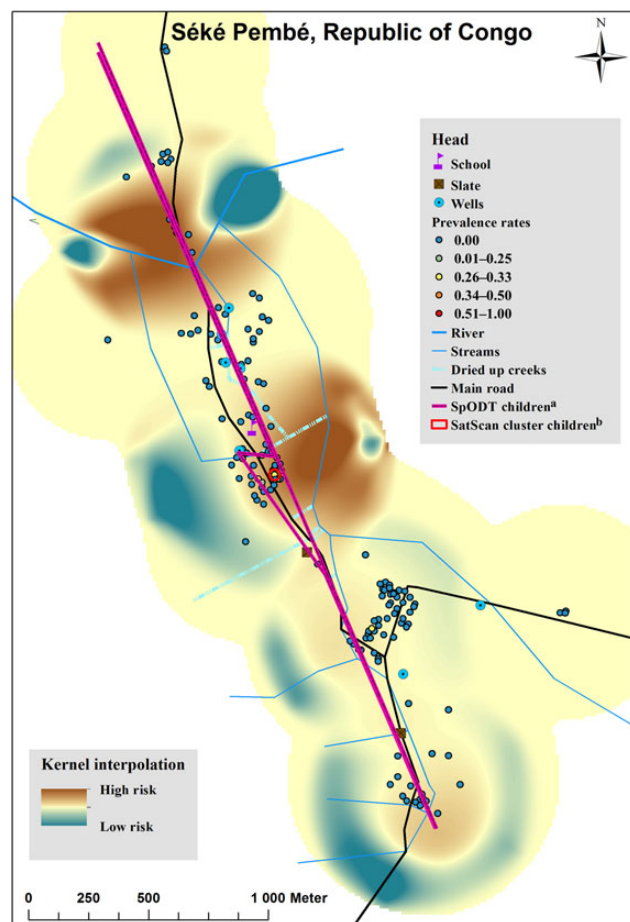 Séké Pembé, Republic of Congo
N
Head
School
Slate
Wells
Prevalence rates
0.00
0.01–0.25
0.26–0.33
0.34–0.50
0.51–1.00
River
Streams
Dried up creeks
Main road
SpODT childrenᵃ
SatScan cluster childrenᵇ
Kernel interpolation
High risk
Low risk
0 250 500 1 000 Meter